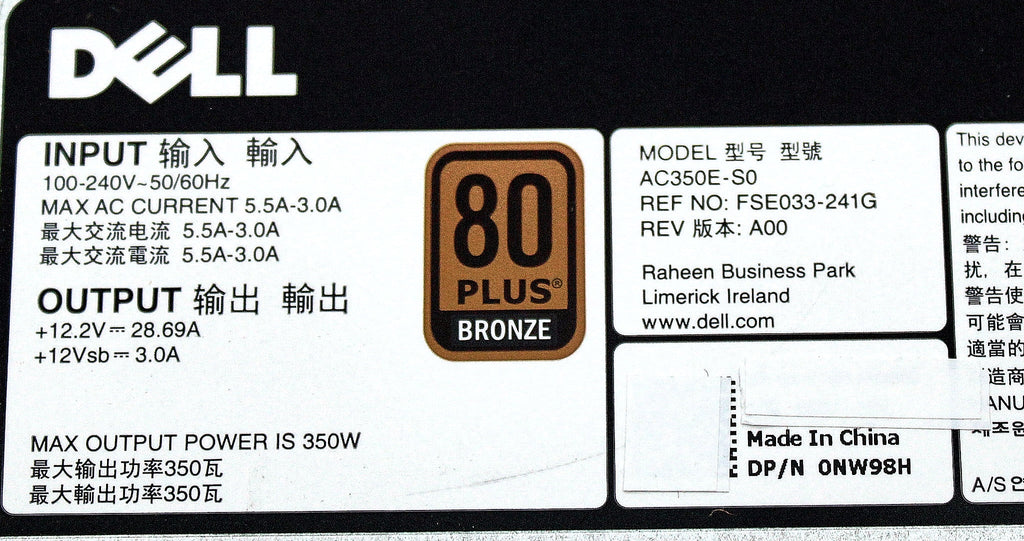 DELL
INPUT 输入 輸入
100-240V~50/60Hz
MAX AC CURRENT 5.5A-3.0A
最大交流电流 5.5A-3.0A
最大交流電流 5.5A-3.0A
OUTPUT 输出 輸出
+12.2V⎓28.69A
+12Vsb⎓3.0A
MAX OUTPUT POWER IS 350W
最大输出功率350瓦
最大輸出功率350瓦
80
PLUS®
BRONZE
MODEL 型号 型號
AC350E-S0
REF NO: FSE033-241G
REV 版本: A00
Raheen Business Park
Limerick Ireland
www.dell.com
Made In China
DP/N 0NW98H
This dev
to the fo
interfere
including
警告:
扰, 在
警告使
可能會
適當的
造商
ANU
A/S